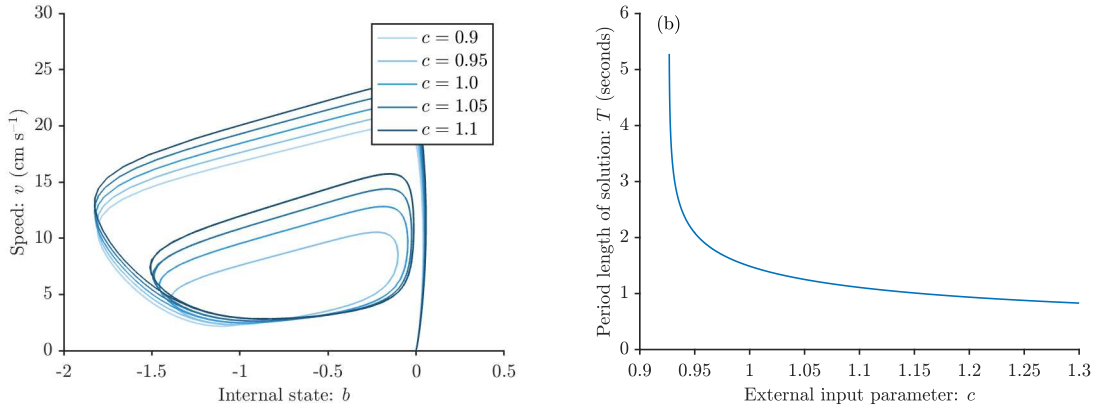 30
25
20
15
10
5
0
-2
-1.5
-1
-0.5
0
0.5
Speed: v (cm s⁻¹)
Internal state: b
c = 0.9
c = 0.95
c = 1.0
c = 1.05
c = 1.1
(b)
6
5
4
3
2
1
0
0.9
0.95
1
1.05
1.1
1.15
1.2
1.25
1.3
Period length of solution: T (seconds)
External input parameter: c